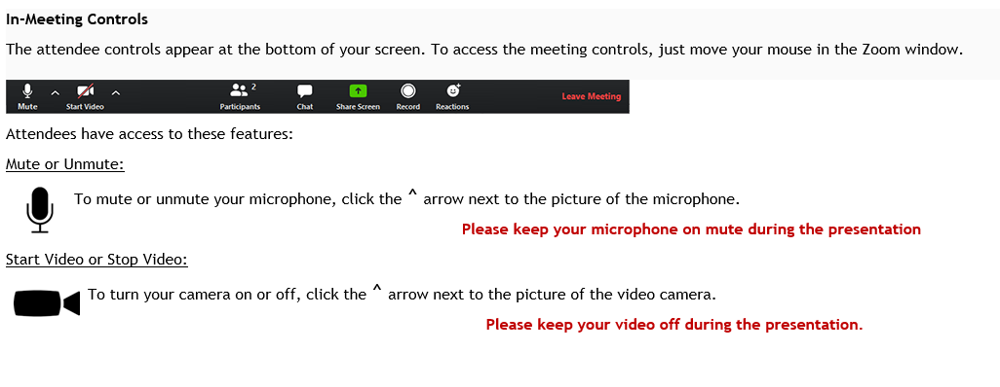 In-Meeting Controls
The attendee controls appear at the bottom of your screen. To access the meeting controls, just move your mouse in the Zoom window.
Mute ^ Start Video ^ Participants 2 Chat Share Screen Record Reactions Leave Meeting
Attendees have access to these features:
Mute or Unmute:
To mute or unmute your microphone, click the ^ arrow next to the picture of the microphone.
Please keep your microphone on mute during the presentation
Start Video or Stop Video:
To turn your camera on or off, click the ^ arrow next to the picture of the video camera.
Please keep your video off during the presentation.